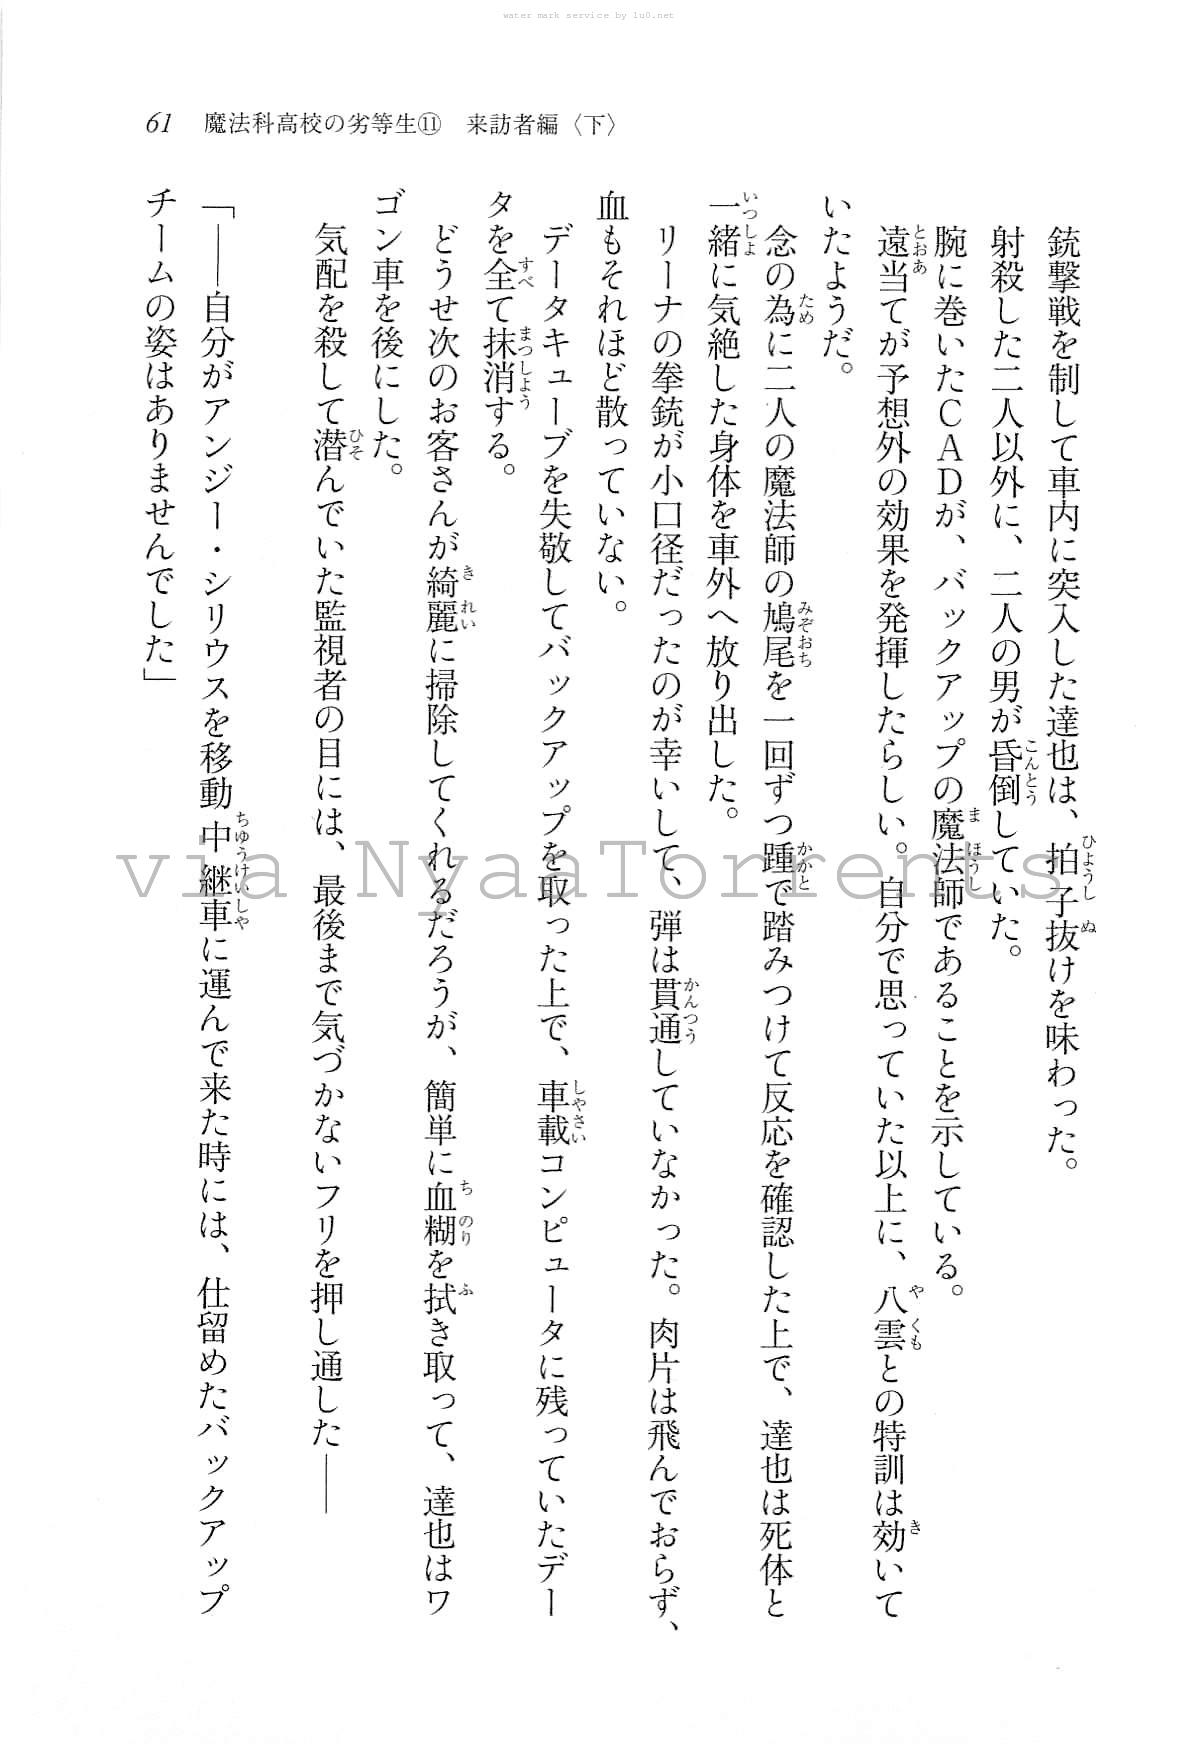 water mark service by lu0.net
61 魔法科高校の劣等生⑪ 来訪者編〈下〉
銃撃戦を制して車内に突入した達也は、拍子抜けを味わった。
射殺した二人以外に、二人の男が昏倒していた。
腕に巻いたＣＡＤが、バックアップの魔法師であることを示している。
遠当てが予想外の効果を発揮したらしい。自分で思っていた以上に、八雲との特訓は効いて
いたようだ。
念の為に二人の魔法師の鳩尾を一回ずつ踵で踏みつけて反応を確認した上で、達也は死体と
一緒に気絶した身体を車外へ放り出した。
リーナの拳銃が小口径だったのが幸いして、弾は貫通していなかった。肉片は飛んでおらず、
血もそれほど散っていない。
データキューブを失敬してバックアップを取った上で、車載コンピュータに残っていたデー
タを全て抹消する。
どうせ次のお客さんが綺麗に掃除してくれるだろうが、簡単に血糊を拭き取って、達也はワ
ゴン車を後にした。
気配を殺して潜んでいた監視者の目には、最後まで気づかないフリを押し通した――
「――自分がアンジー・シリウスを移動中継車に運んで来た時には、仕留めたバックアップ
チームの姿はありませんでした」
via NyaaTorrents